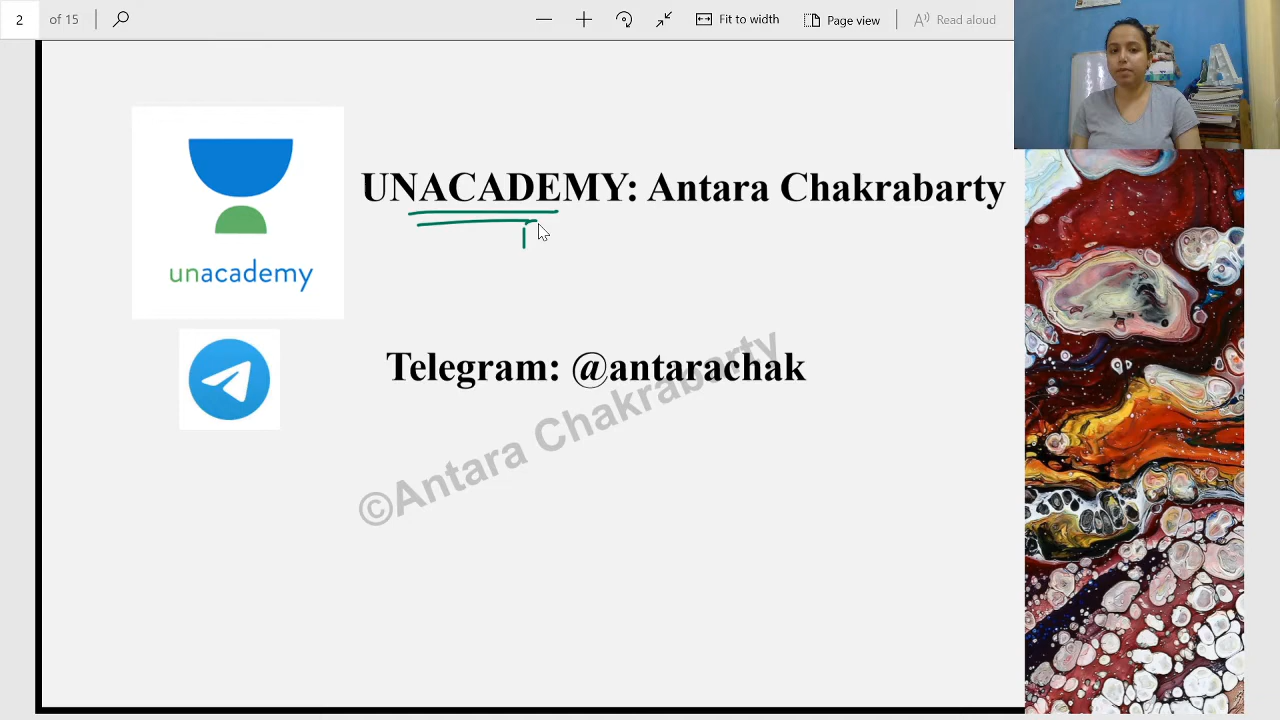 2 of 15 Fit to width Page view Read aloud
UNACADEMY: Antara Chakrabarty
unacademy
Telegram: @antarachak
©Antara Chakrabarty